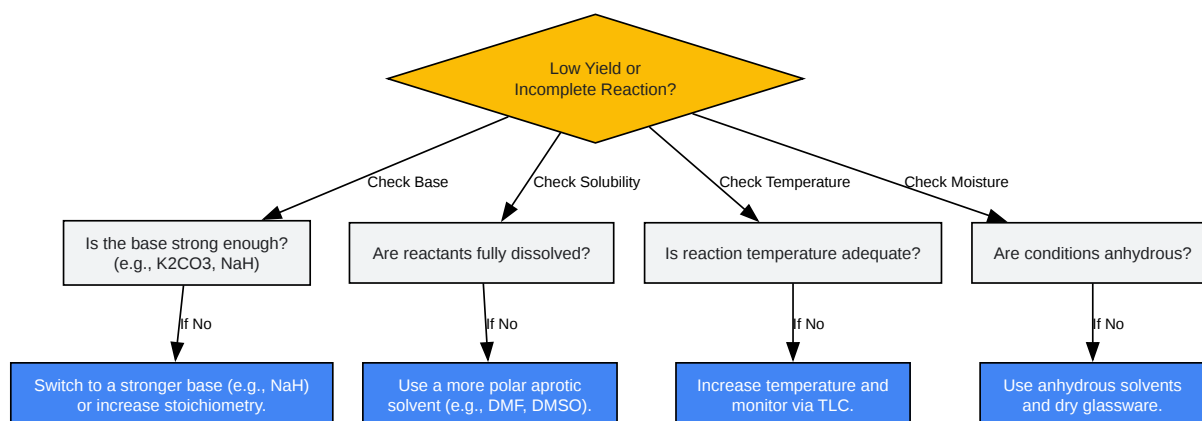 Low Yield or
Incomplete Reaction?
Check Base
Check Solubility
Check Temperature
Check Moisture
Is the base strong enough?
(e.g., K2CO3, NaH)
Are reactants fully dissolved?
Is reaction temperature adequate?
Are conditions anhydrous?
If No
If No
If No
If No
Switch to a stronger base (e.g., NaH)
or increase stoichiometry.
Use a more polar aprotic
solvent (e.g., DMF, DMSO).
Increase temperature and
monitor via TLC.
Use anhydrous solvents
and dry glassware.